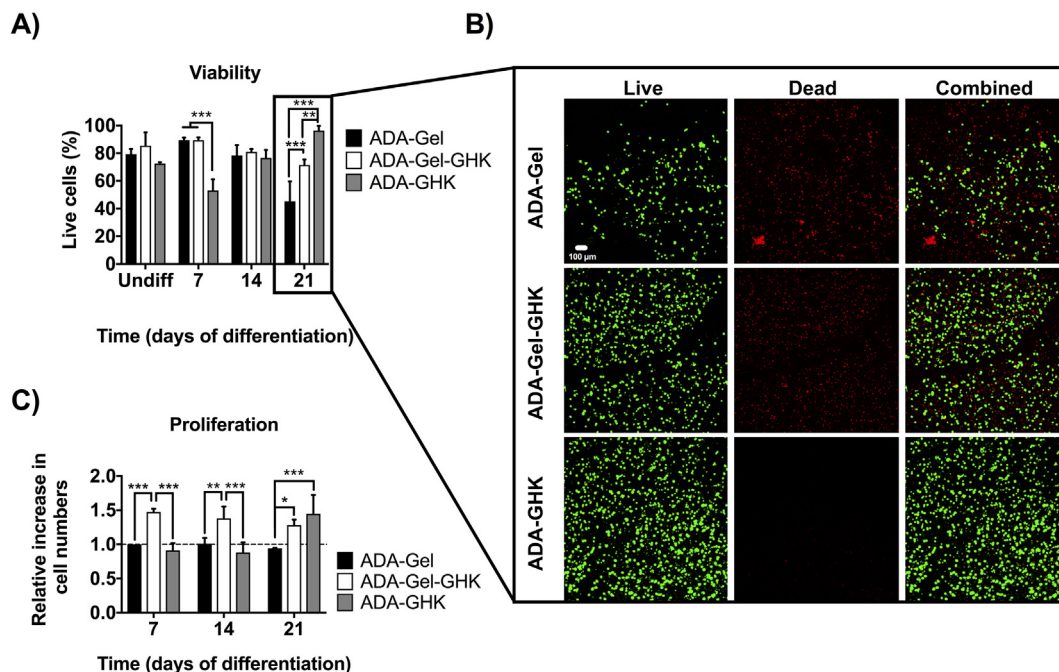 A)
Viability
Live cells (%)
100
80
60
40
20
0
***
***
***
**
Undiff 7 14 21
Time (days of differentiation)
ADA-Gel
ADA-Gel-GHK
ADA-GHK
B)
Live Dead Combined
ADA-Gel
100 µm
ADA-Gel-GHK
ADA-GHK
C)
Proliferation
Relative increase in
cell numbers
2.0
1.5
1.0
0.5
0.0
*** ***
** ***
***
*
7 14 21
Time (days of differentiation)
ADA-Gel
ADA-Gel-GHK
ADA-GHK